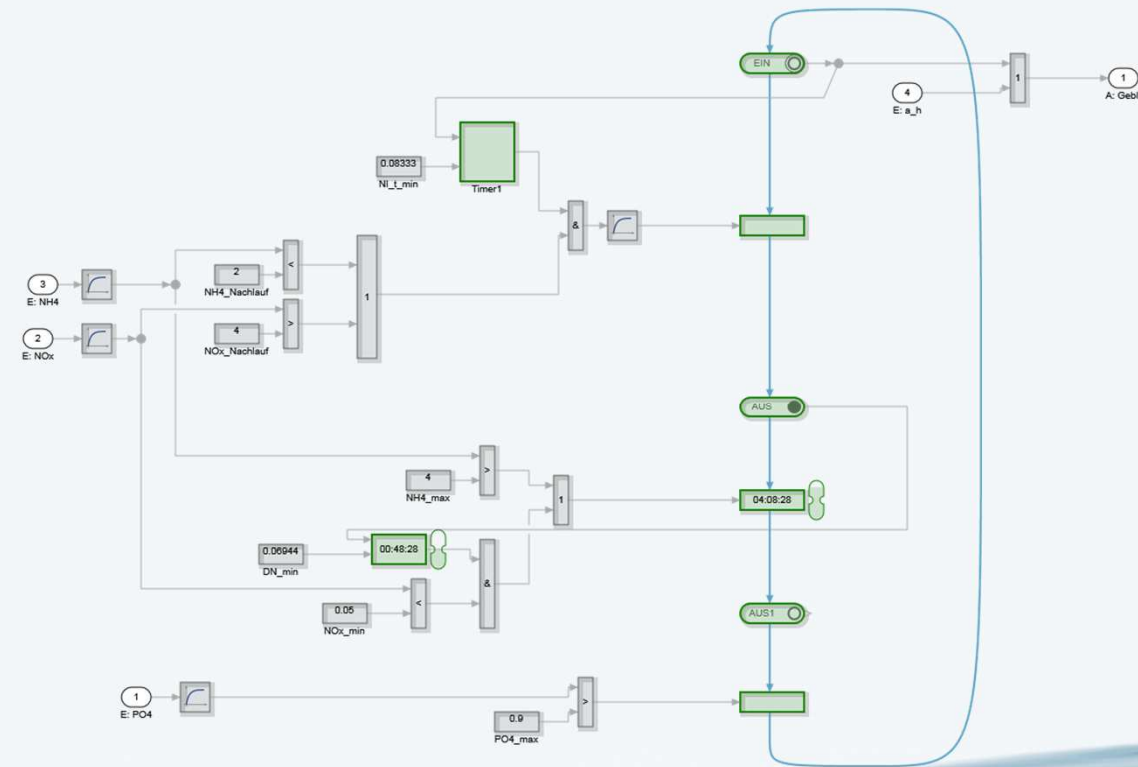 EIN
1
4
E: a_h
1
A: Gebl
0.08333
NI_t_min
Timer1
&
3
E: NH4
2
NH4_Nachlauf
<
1
2
E: NOx
4
NOx_Nachlauf
>
AUS
4
NH4_max
>
1
04:08:28
0.06944
DN_min
00:48:28
&
0.05
NOx_min
<
AUS1
1
E: PO4
0.9
PO4_max
>